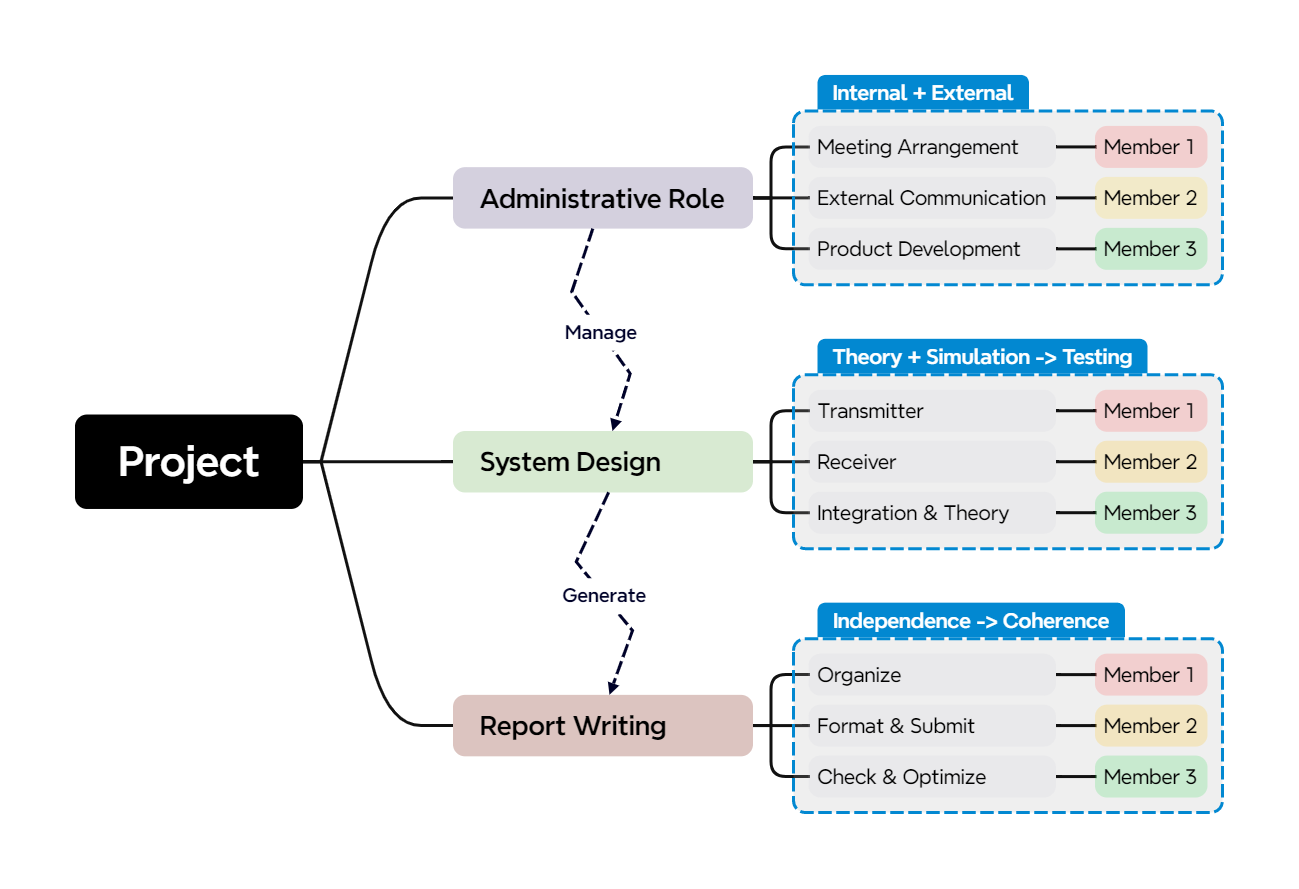 Project
Administrative Role
Internal + External
Meeting Arrangement
Member 1
External Communication
Member 2
Product Development
Member 3
Manage
System Design
Theory + Simulation -> Testing
Transmitter
Member 1
Receiver
Member 2
Integration & Theory
Member 3
Generate
Report Writing
Independence -> Coherence
Organize
Member 1
Format & Submit
Member 2
Check & Optimize
Member 3